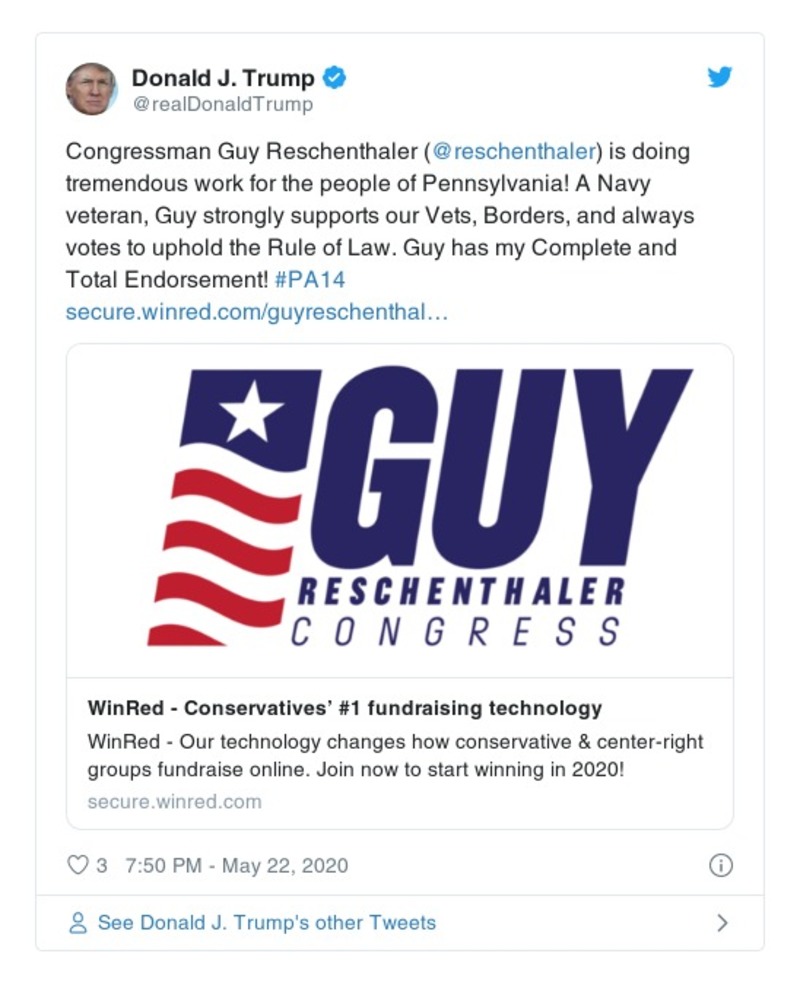 Donald J. Trump
@realDonaldTrump
Congressman Guy Reschenthaler (@reschenthaler) is doing
tremendous work for the people of Pennsylvania! A Navy
veteran, Guy strongly supports our Vets, Borders, and always
votes to uphold the Rule of Law. Guy has my Complete and
Total Endorsement! #PA14
secure.winred.com/guyreschenthal…
GUY
RESCHENTHALER
CONGRESS
WinRed - Conservatives’ #1 fundraising technology
WinRed - Our technology changes how conservative & center-right
groups fundraise online. Join now to start winning in 2020!
secure.winred.com
3 7:50 PM - May 22, 2020
See Donald J. Trump's other Tweets